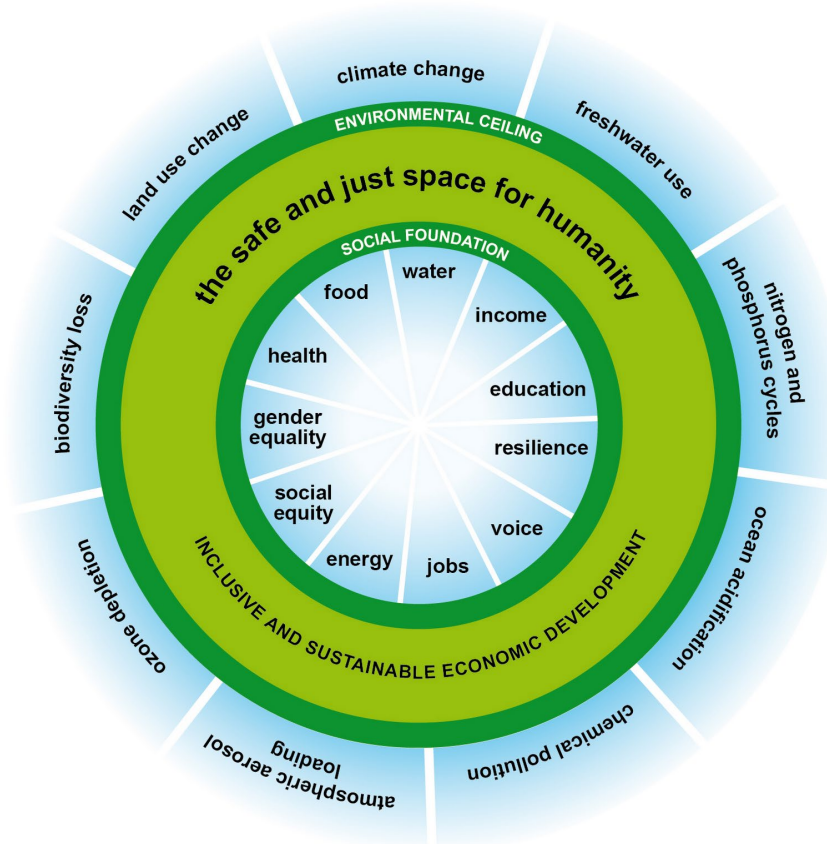 climate change
freshwater use
nitrogen and
phosphorus cycles
ocean acidification
chemical pollution
atmospheric aerosol
loading
ozone depletion
biodiversity loss
land use change
ENVIRONMENTAL CEILING
the safe and just space for humanity
SOCIAL FOUNDATION
water
income
education
resilience
voice
jobs
energy
social
equity
gender
equality
health
food
INCLUSIVE AND SUSTAINABLE ECONOMIC DEVELOPMENT